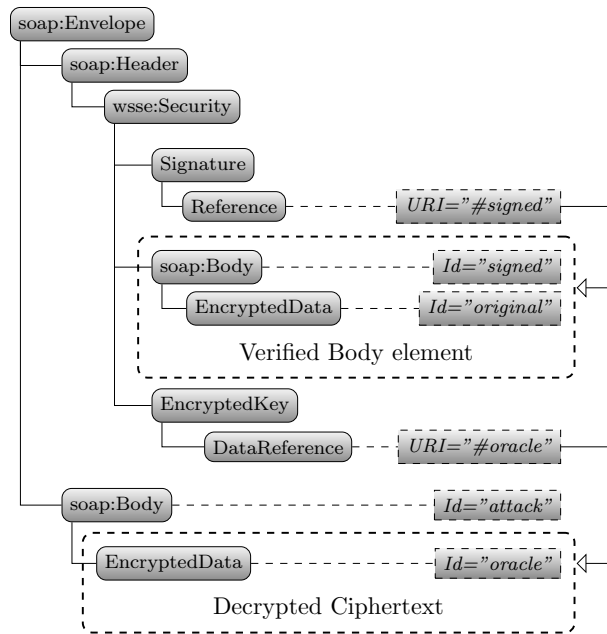 soap:Envelope
soap:Header
wsse:Security
Signature
Reference URI="#signed"
soap:Body Id="signed"
EncryptedData Id="original"
Verified Body element
EncryptedKey
DataReference URI="#oracle"
soap:Body Id="attack"
EncryptedData Id="oracle"
Decrypted Ciphertext